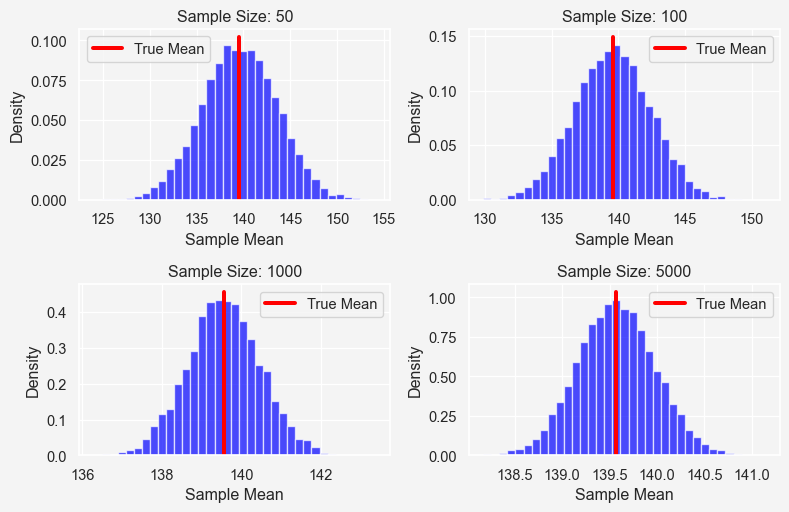 Sample Size: 50
True Mean
Density
0.100
0.075
0.050
0.025
0.000
125 130 135 140 145 150 155
Sample Mean
Sample Size: 100
True Mean
Density
0.15
0.10
0.05
0.00
130 135 140 145 150
Sample Mean
Sample Size: 1000
True Mean
Density
0.4
0.3
0.2
0.1
0.0
136 138 140 142
Sample Mean
Sample Size: 5000
True Mean
Density
1.00
0.75
0.50
0.25
0.00
138.5 139.0 139.5 140.0 140.5 141.0
Sample Mean